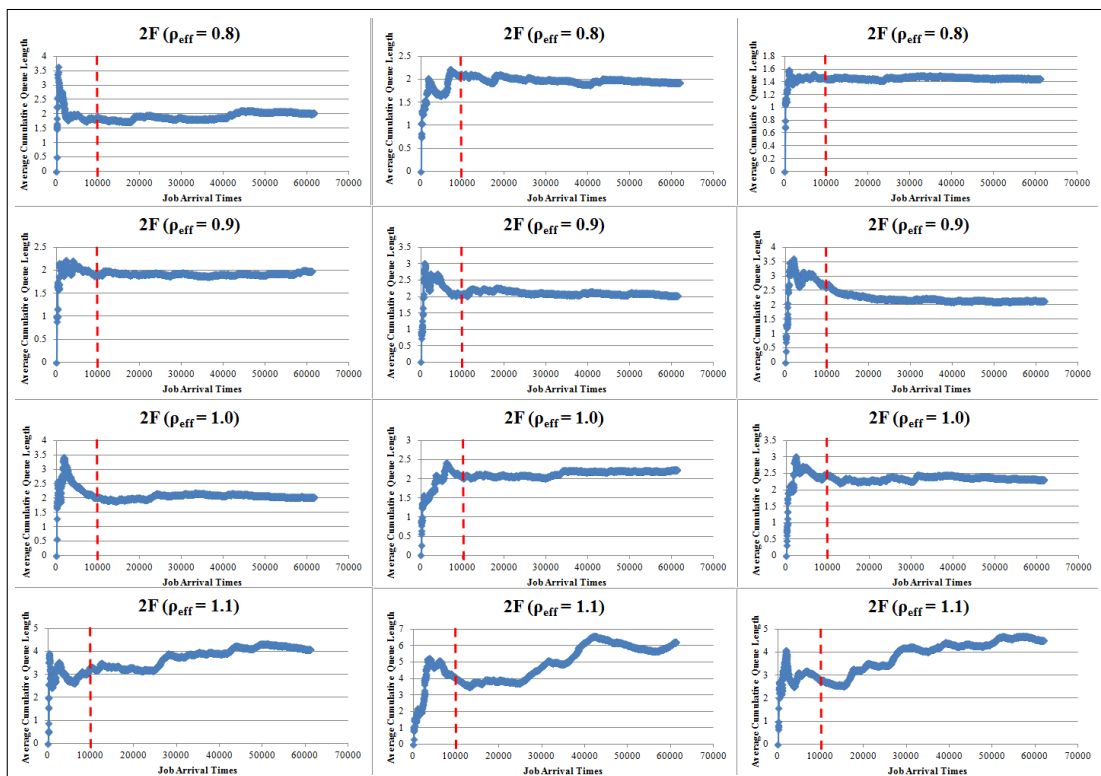 2F (ρeff = 0.8)
Average Cumulative Queue Length
4
3.5
3
2.5
2
1.5
1
0.5
0
0 10000 20000 30000 40000 50000 60000 70000
Job Arrival Times
2F (ρeff = 0.8)
Average Cumulative Queue Length
2.5
2
1.5
1
0.5
0
0 10000 20000 30000 40000 50000 60000 70000
Job Arrival Times
2F (ρeff = 0.8)
Average Cumulative Queue Length
1.8
1.6
1.4
1.2
1
0.8
0.6
0.4
0.2
0
0 10000 20000 30000 40000 50000 60000 70000
Job Arrival Times
2F (ρeff = 0.9)
Average Cumulative Queue Length
2.5
2
1.5
1
0.5
0
0 10000 20000 30000 40000 50000 60000 70000
Job Arrival Times
2F (ρeff = 0.9)
Average Cumulative Queue Length
3.5
3
2.5
2
1.5
1
0.5
0
0 10000 20000 30000 40000 50000 60000 70000
Job Arrival Times
2F (ρeff = 0.9)
Average Cumulative Queue Length
4
3.5
3
2.5
2
1.5
1
0.5
0
0 10000 20000 30000 40000 50000 60000 70000
Job Arrival Times
2F (ρeff = 1.0)
Average Cumulative Queue Length
4
3.5
3
2.5
2
1.5
1
0.5
0
0 10000 20000 30000 40000 50000 60000 70000
Job Arrival Times
2F (ρeff = 1.0)
Average Cumulative Queue Length
3
2.5
2
1.5
1
0.5
0
0 10000 20000 30000 40000 50000 60000 70000
Job Arrival Times
2F (ρeff = 1.0)
Average Cumulative Queue Length
3.5
3
2.5
2
1.5
1
0.5
0
0 10000 20000 30000 40000 50000 60000 70000
Job Arrival Times
2F (ρeff = 1.1)
Average Cumulative Queue Length
5
4
3
2
1
0
0 10000 20000 30000 40000 50000 60000 70000
Job Arrival Times
2F (ρeff = 1.1)
Average Cumulative Queue Length
7
6
5
4
3
2
1
0
0 10000 20000 30000 40000 50000 60000 70000
Job Arrival Times
2F (ρeff = 1.1)
Average Cumulative Queue Length
5
4
3
2
1
0
0 10000 20000 30000 40000 50000 60000 70000
Job Arrival Times